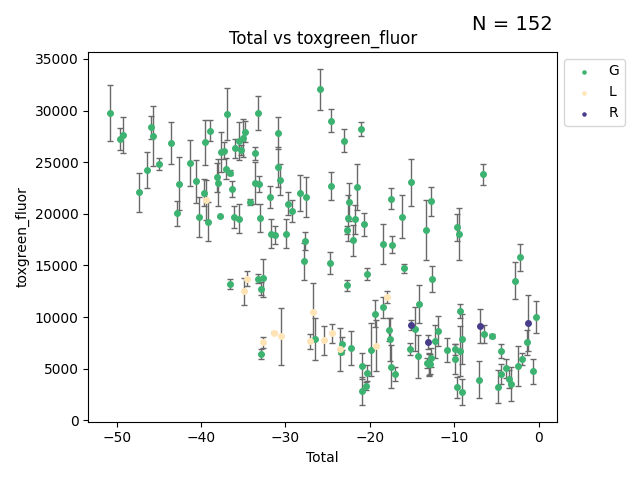 N = 152
Total vs toxgreen_fluor
toxgreen_fluor
35000
30000
25000
20000
15000
10000
5000
0
−50
−40
−30
−20
−10
0
Total
G
L
R